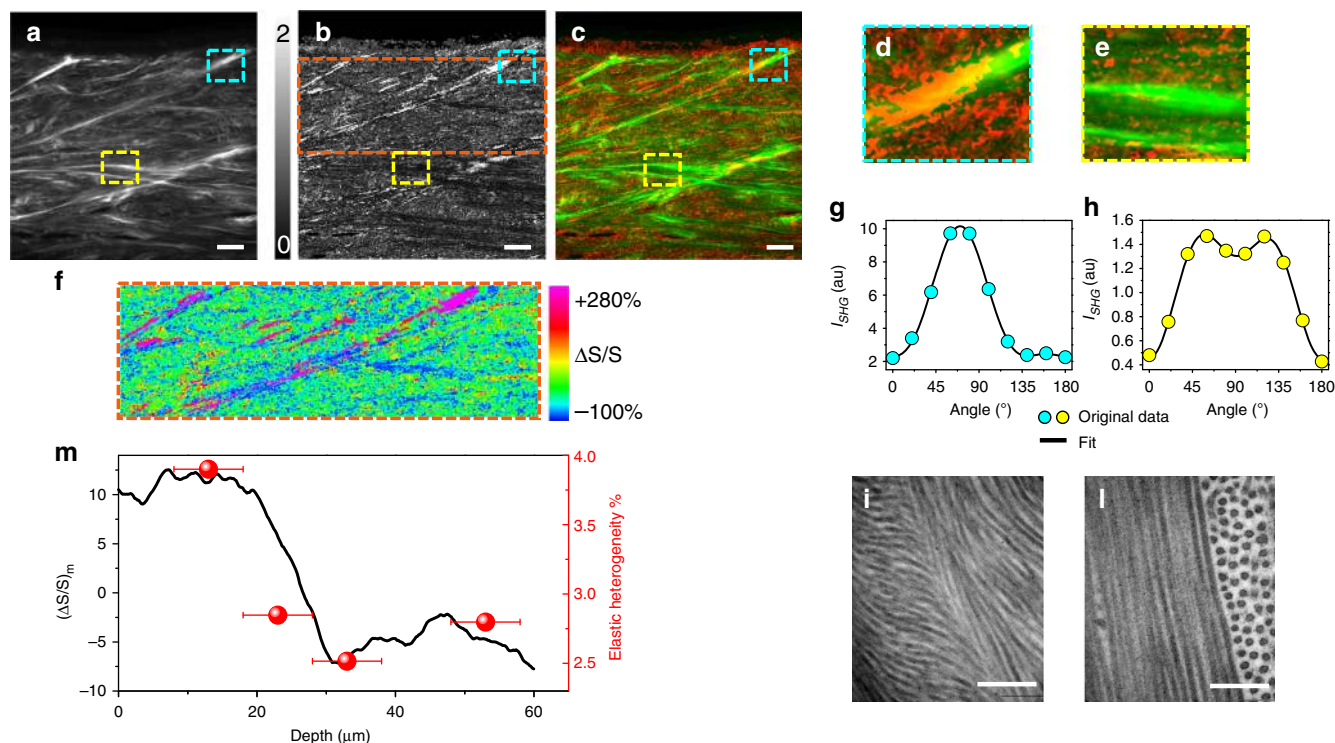 a
b
c
d
e
2
0
f
+280%
ΔS/S
−100%
g
I_SHG (au)
10
8
6
4
2
0 45 90 135 180
Angle (°)
h
I_SHG (au)
1.6
1.4
1.2
1.0
0.8
0.6
0.4
0 45 90 135 180
Angle (°)
Original data
Fit
m
(ΔS/S)m
10
5
0
−5
−10
0 20 40 60
Depth (μm)
4.0
3.5
3.0
2.5
Elastic heterogeneity %
i
l